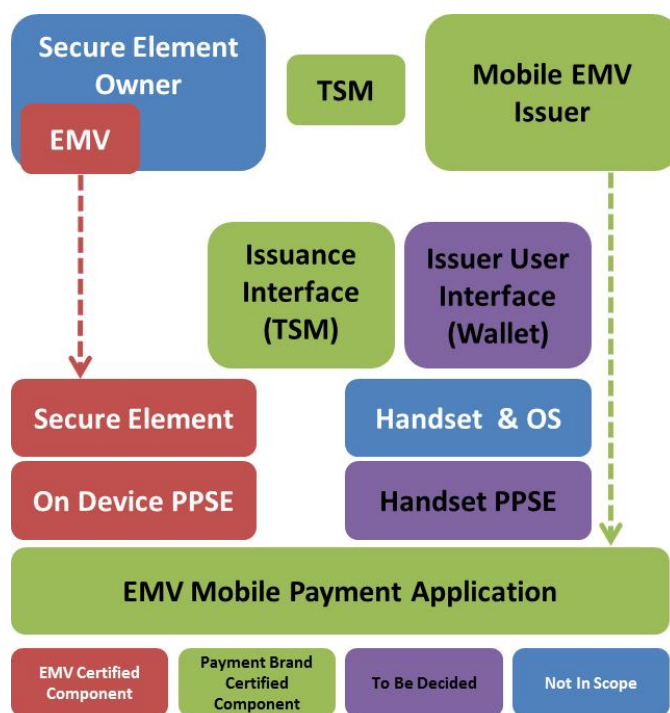 Secure Element
Owner
EMV
TSM
Mobile EMV
Issuer
Issuance
Interface
(TSM)
Issuer User
Interface
(Wallet)
Secure Element
Handset & OS
On Device PPSE
Handset PPSE
EMV Mobile Payment Application
EMV Certified
Component
Payment Brand
Certified
Component
To Be Decided
Not In Scope